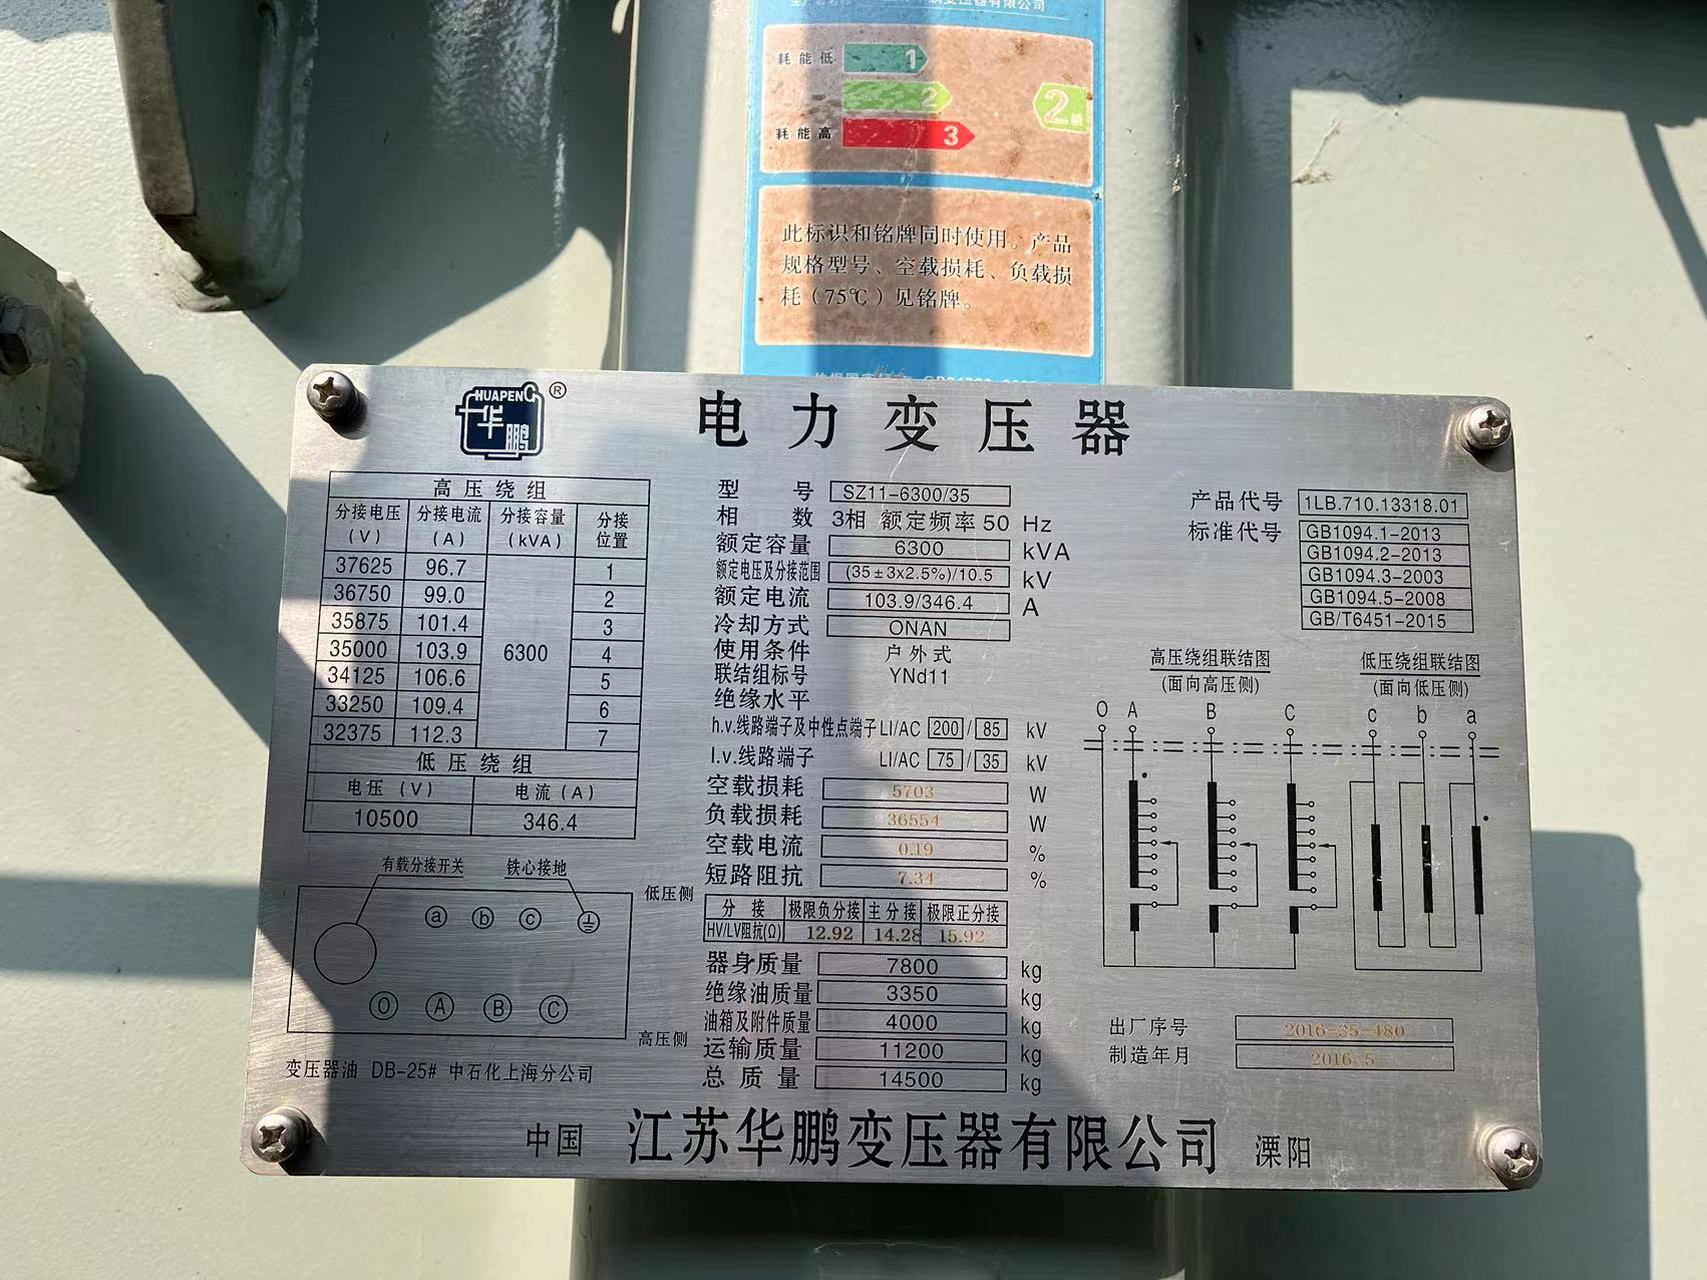 变压器有限公司
耗能低 1
2
耗能高 3
2级
此标识和铭牌同时使用。产品
规格型号、空载损耗、负载损
耗（75℃）见铭牌。
HUAPENG ®
华鹏
电力变压器
高压绕组
分接电压(V) 分接电流(A) 分接容量(kVA) 分接位置
37625 96.7 1
36750 99.0 2
35875 101.4 3
35000 103.9 6300 4
34125 106.6 5
33250 109.4 6
32375 112.3 7
低压绕组
电压(V) 电流(A)
10500 346.4
有载分接开关 铁心接地
低压侧
a b c
O A B C
高压侧
变压器油 DB-25# 中石化上海分公司
型号 SZ11-6300/35
相数 3相 额定频率 50 Hz
额定容量 6300 kVA
额定电压及分接范围 (35±3x2.5%)/10.5 kV
额定电流 103.9/346.4 A
冷却方式 ONAN
使用条件 户外式
联结组标号 YNd11
绝缘水平
h.v.线路端子及中性点端子 LI/AC 200/85 kV
l.v.线路端子 LI/AC 75/35 kV
空载损耗 5703 W
负载损耗 36554 W
空载电流 0.19 %
短路阻抗 7.34 %
分接 极限负分接 主分接 极限正分接
HV/LV阻抗(Ω) 12.92 14.28 15.92
器身质量 7800 kg
绝缘油质量 3350 kg
油箱及附件质量 4000 kg
运输质量 11200 kg
总质量 14500 kg
产品代号 1LB.710.13318.01
标准代号 GB1094.1-2013
GB1094.2-2013
GB1094.3-2003
GB1094.5-2008
GB/T6451-2015
高压绕组联结图
(面向高压侧)
O A B C
低压绕组联结图
(面向低压侧)
c b a
出厂序号 2016-35-480
制造年月 2016-5
中国 江苏华鹏变压器有限公司 溧阳